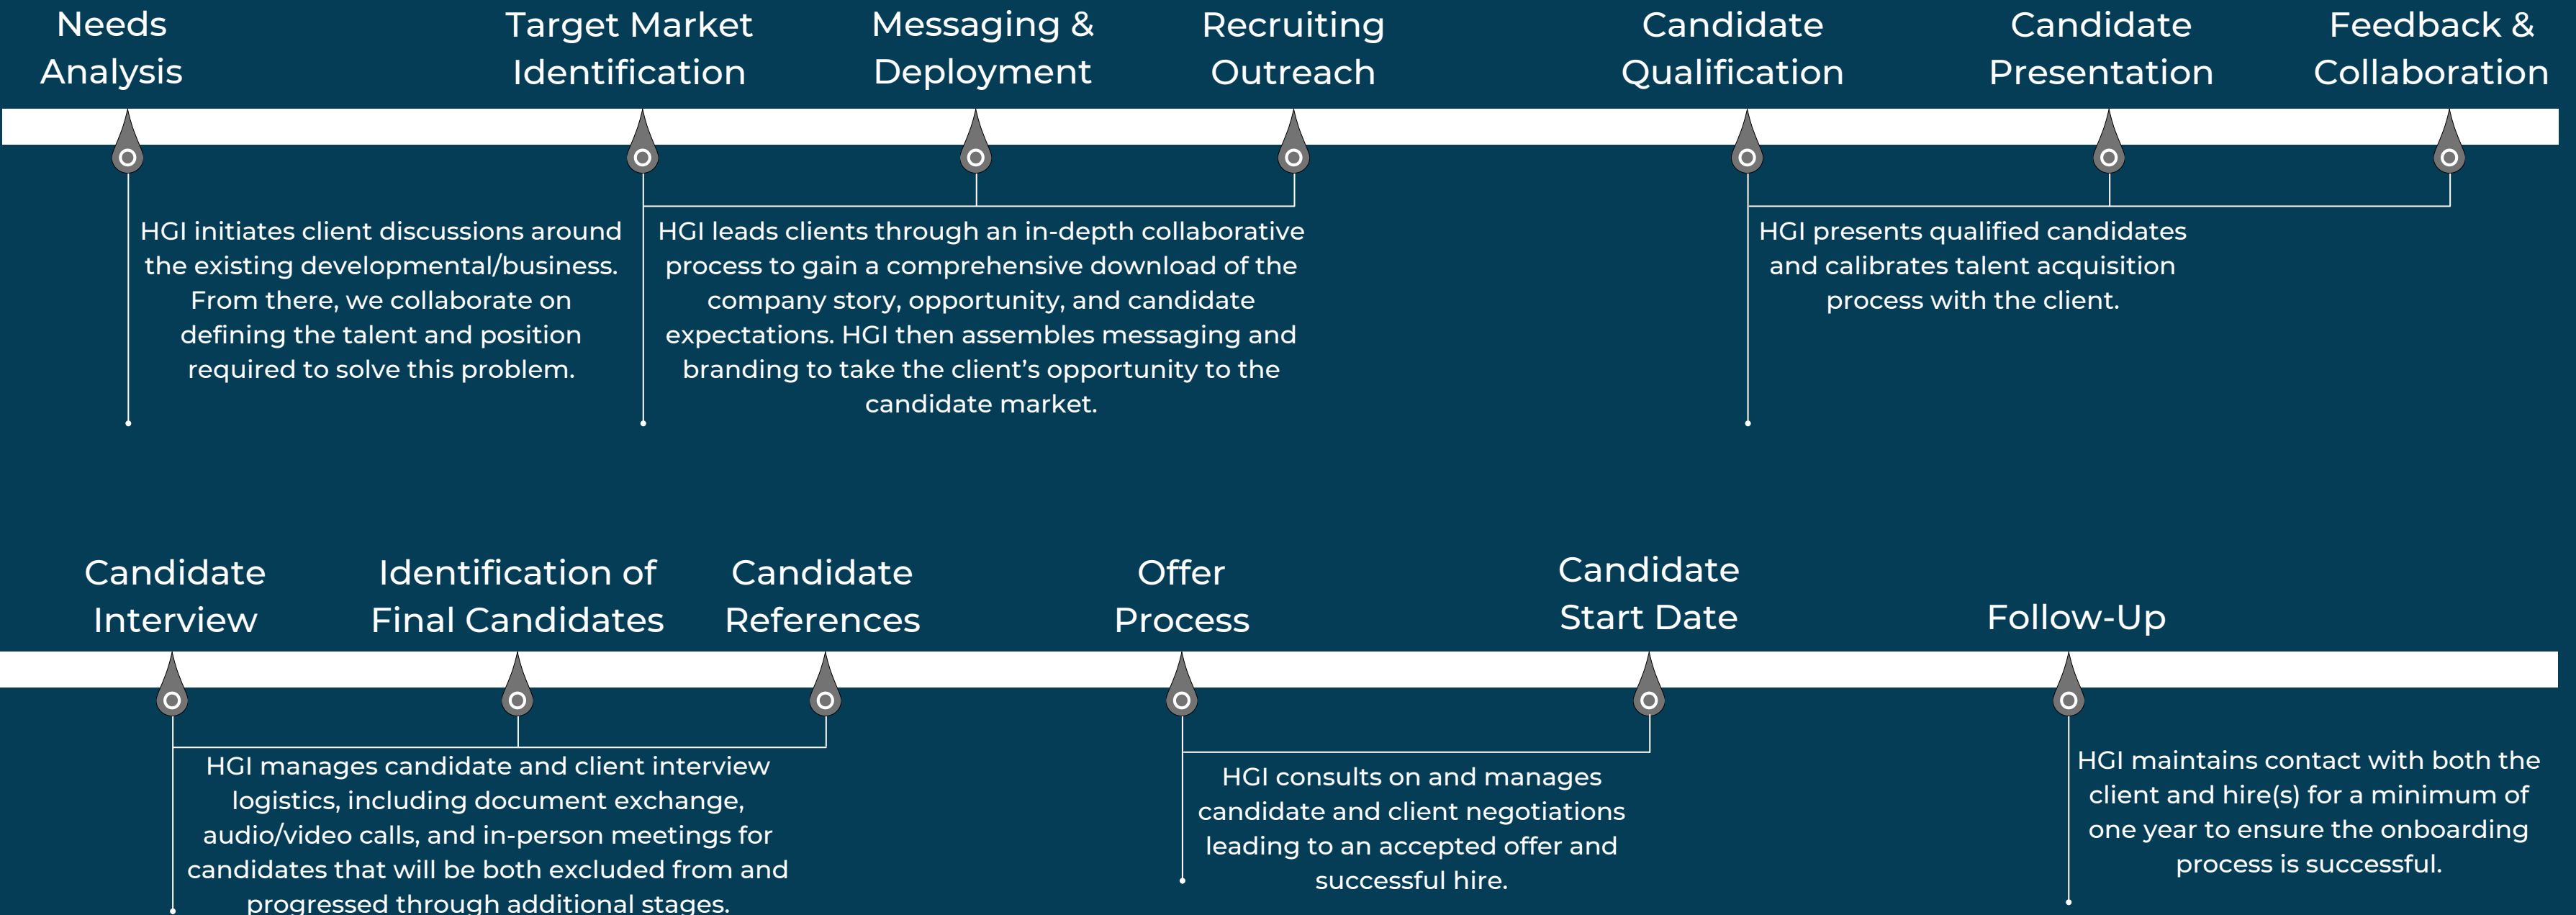 Needs
Analysis
Target Market
Identification
Messaging &
Deployment
Recruiting
Outreach
Candidate
Qualification
Candidate
Presentation
Feedback &
Collaboration
HGI initiates client discussions around
the existing developmental/business.
From there, we collaborate on
defining the talent and position
required to solve this problem.
HGI leads clients through an in-depth collaborative
process to gain a comprehensive download of the
company story, opportunity, and candidate
expectations. HGI then assembles messaging and
branding to take the client's opportunity to the
candidate market.
HGI presents qualified candidates
and calibrates talent acquisition
process with the client.
Candidate
Interview
Identification of
Final Candidates
Candidate
References
Offer
Process
Candidate
Start Date
Follow-Up
HGI manages candidate and client interview
logistics, including document exchange,
audio/video calls, and in-person meetings for
candidates that will be both excluded from and
progressed through additional stages.
HGI consults on and manages
candidate and client negotiations
leading to an accepted offer and
successful hire.
HGI maintains contact with both the
client and hire(s) for a minimum of
one year to ensure the onboarding
process is successful.